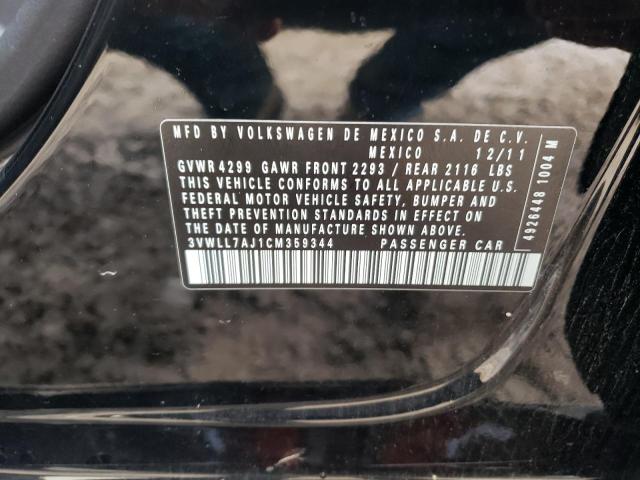 MFD BY VOLKSWAGEN DE MEXICO S.A. DE C.V.
MEXICO 12/11
GVWR 4299 GAWR FRONT 2293 / REAR 2116 LBS
THIS VEHICLE CONFORMS TO ALL APPLICABLE U.S.
FEDERAL MOTOR VEHICLE SAFETY, BUMPER AND
THEFT PREVENTION STANDARDS IN EFFECT ON
THE DATE OF MANUFACTURE SHOWN ABOVE.
3VWLL7AJ1CM359344 PASSENGER CAR
4926448 1004 M